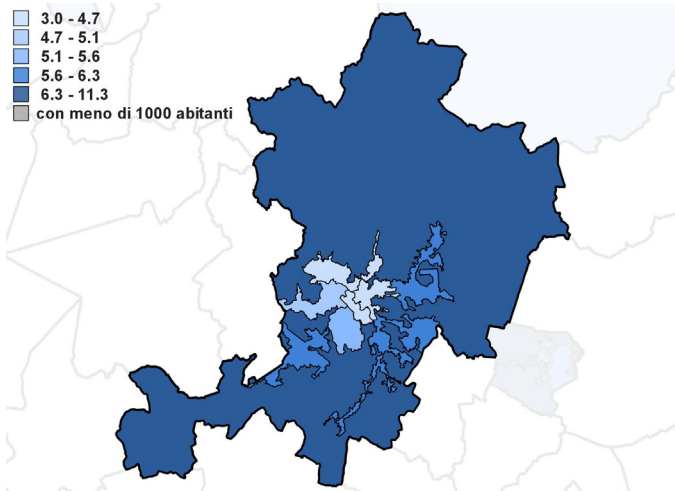 3.0 - 4.7
4.7 - 5.1
5.1 - 5.6
5.6 - 6.3
6.3 - 11.3
con meno di 1000 abitanti